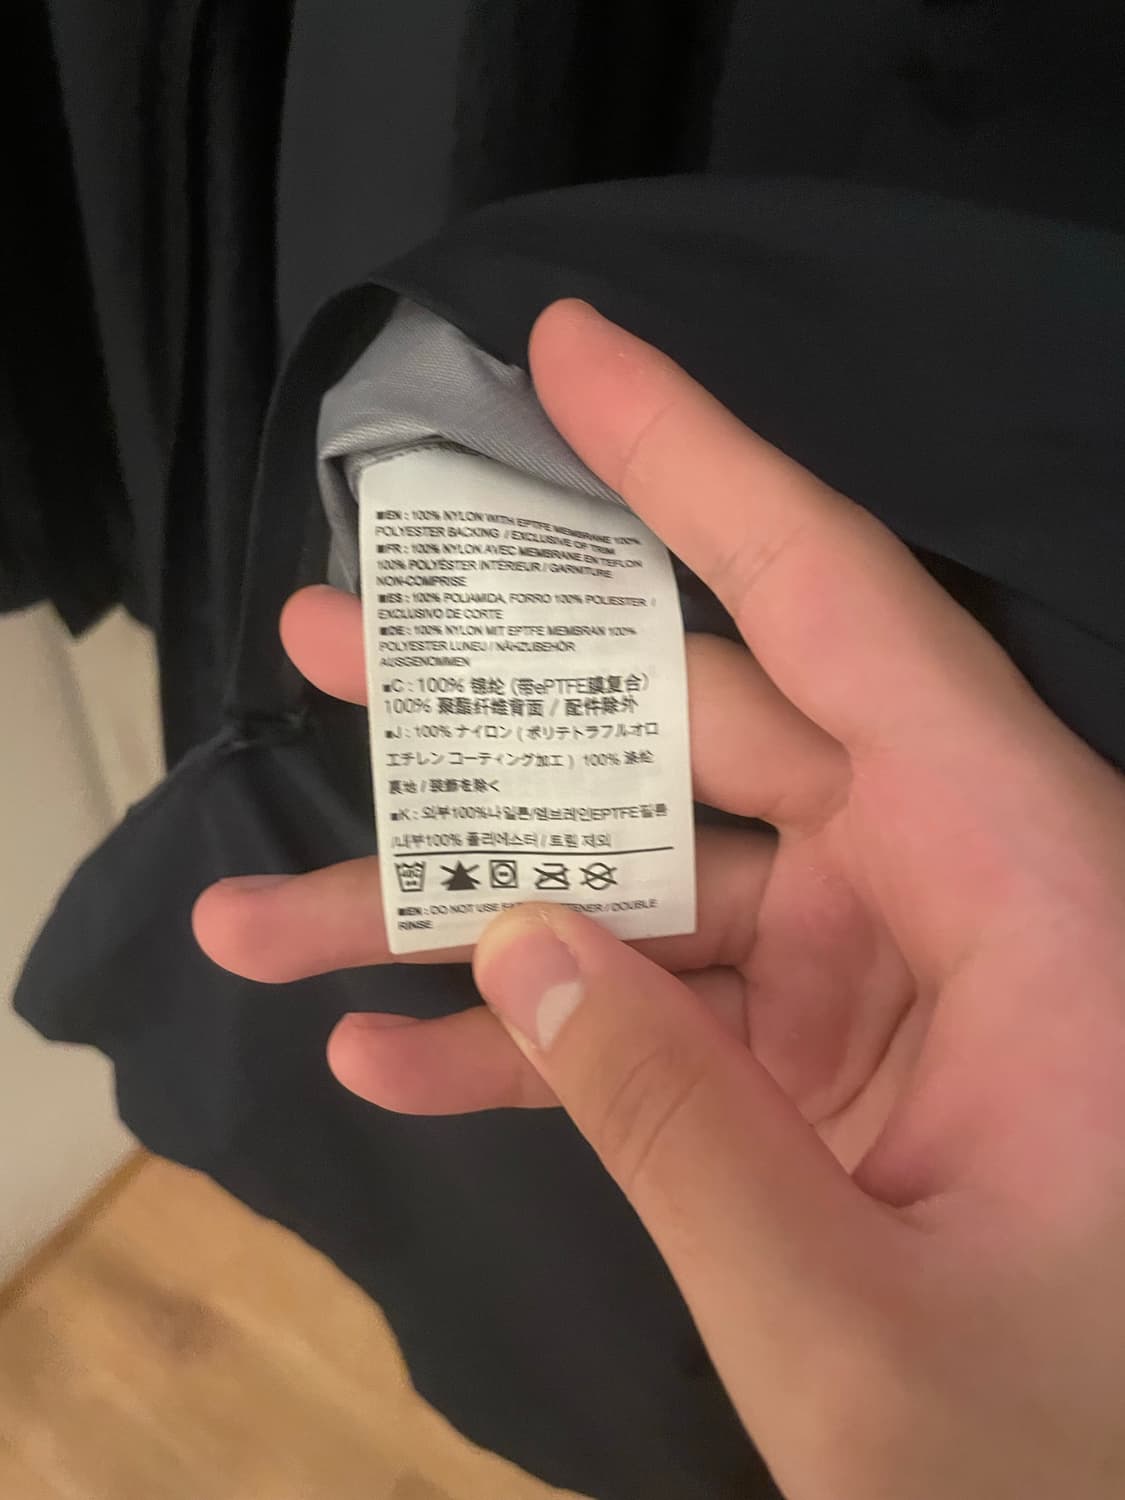 ■EN : 100% NYLON WITH EPTFE MEMBRANE 100%
POLYESTER BACKING / EXCLUSIVE OF TRIM
■FR : 100% NYLON AVEC MEMBRANE EN TEFLON
100% POLYESTER INTÉRIEUR / GARNITURE
NON-COMPRISE
■ES : 100% POLIAMIDA, FORRO 100% POLIESTER /
EXCLUSIVO DE CORTE
■DE : 100% NYLON MIT EPTFE MEMBRAN 100%
POLYESTER / NÄHZUBEHÖR
AUSGENOMMEN
■C : 100% 锦纶 (带ePTFE膜复合)
100% 聚酯纤维背面 / 配件除外
■J : 100% ナイロン ( ポリテトラフルオロ
エチレン コーティング加工 ) 100% 涤纶
裏地 / 装飾を除く
■K : 외부100%나일론/멤브레인EPTFE필름
/내부100% 폴리에스터 / 트림 제외
■EN : DO NOT USE / DOUBLE
RINSE